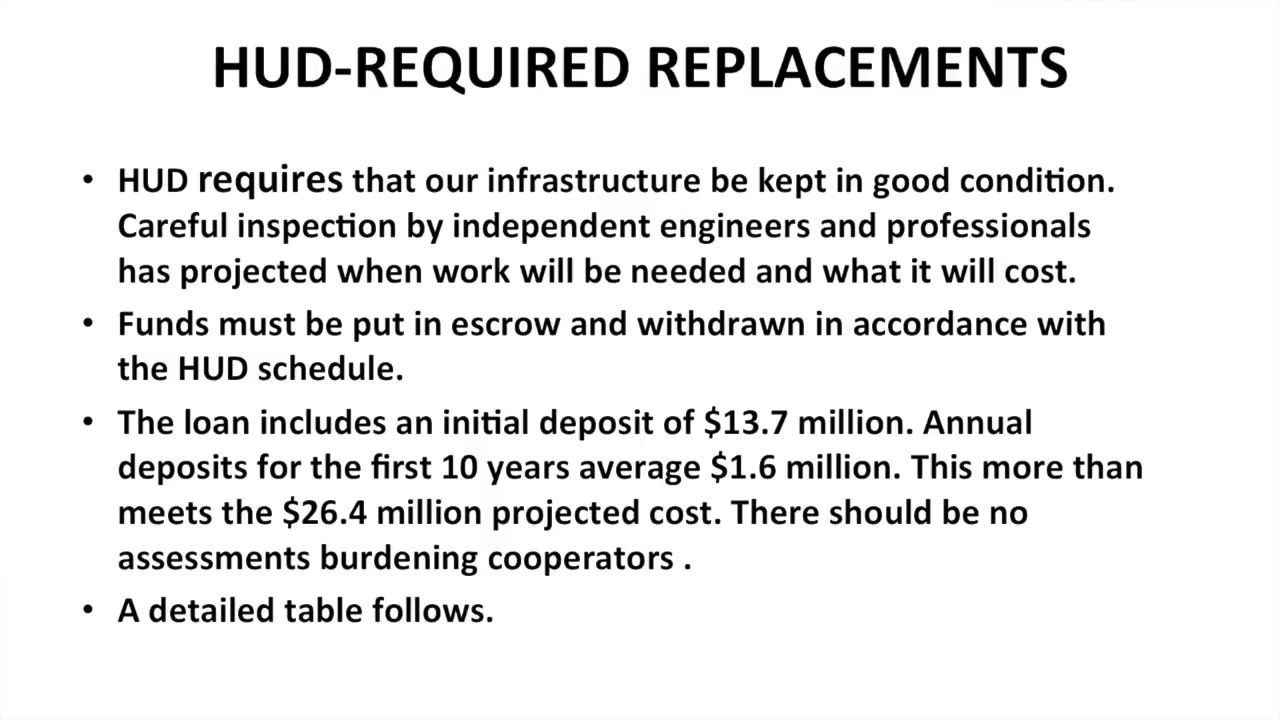 HUD-REQUIRED REPLACEMENTS
• HUD requires that our infrastructure be kept in good condition.
Careful inspection by independent engineers and professionals
has projected when work will be needed and what it will cost.
• Funds must be put in escrow and withdrawn in accordance with
the HUD schedule.
• The loan includes an initial deposit of $13.7 million. Annual
deposits for the first 10 years average $1.6 million. This more than
meets the $26.4 million projected cost. There should be no
assessments burdening cooperators .
• A detailed table follows.